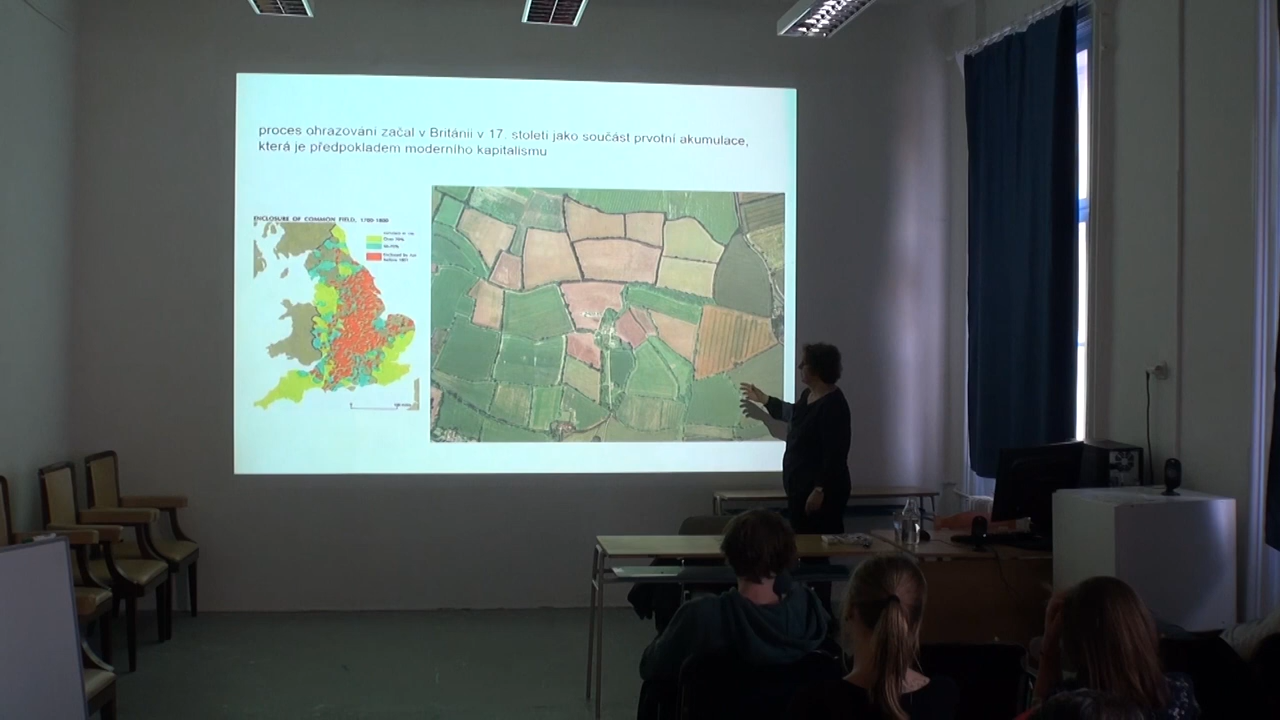 proces ohrazování začal v Británii v 17. století jako součást prvotní akumulace,
která je předpokladem moderního kapitalismu
ENCLOSURE OF COMMON FIELD, 1700-1800